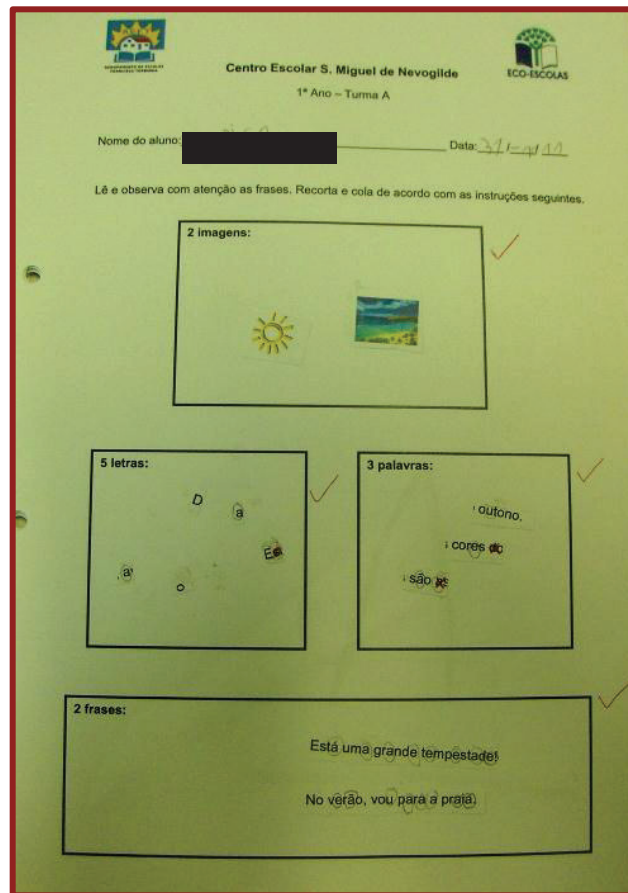 ECO-ESCOLAS
Centro Escolar S. Miguel de Nevogilde
1º Ano – Turma A
Nome do aluno: Data:
Lê e observa com atenção as frases. Recorta e cola de acordo com as instruções seguintes.
2 imagens:
5 letras:
D
a
E
a
o
3 palavras:
outono,
cores do
são
2 frases:
Está uma grande tempestade!
No verão, vou para a praia.